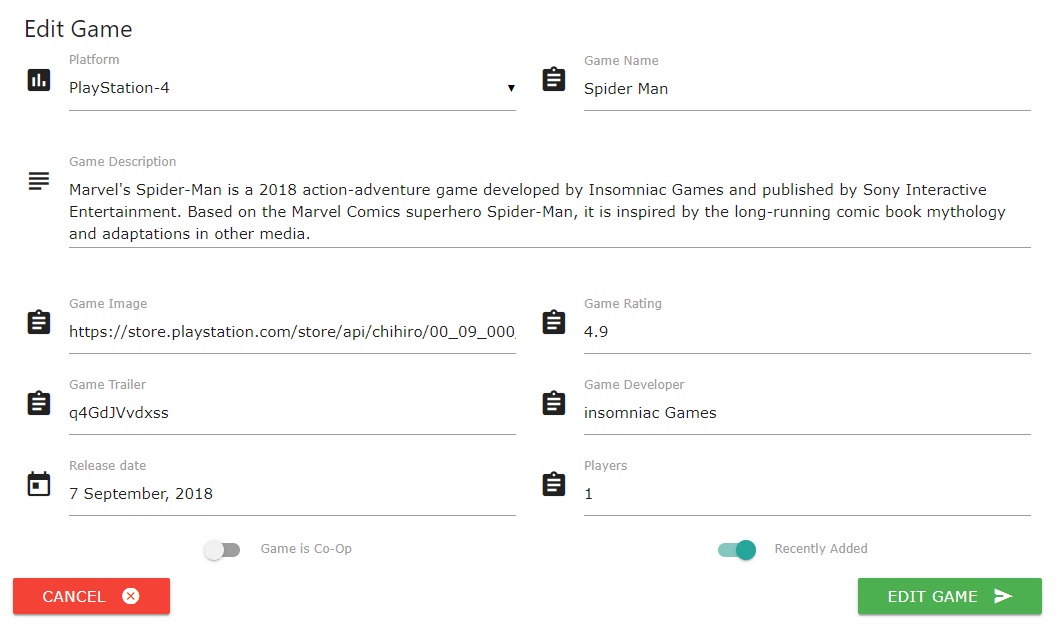 Edit Game
Platform
PlayStation-4
Game Name
Spider Man
Game Description
Marvel's Spider-Man is a 2018 action-adventure game developed by Insomniac Games and published by Sony Interactive
Entertainment. Based on the Marvel Comics superhero Spider-Man, it is inspired by the long-running comic book mythology
and adaptations in other media.
Game Image
https://store.playstation.com/store/api/chihiro/00_09_000,
Game Rating
4.9
Game Trailer
q4GdJVvdxss
Game Developer
insomniac Games
Release date
7 September, 2018
Players
1
Game is Co-Op
Recently Added
CANCEL
EDIT GAME